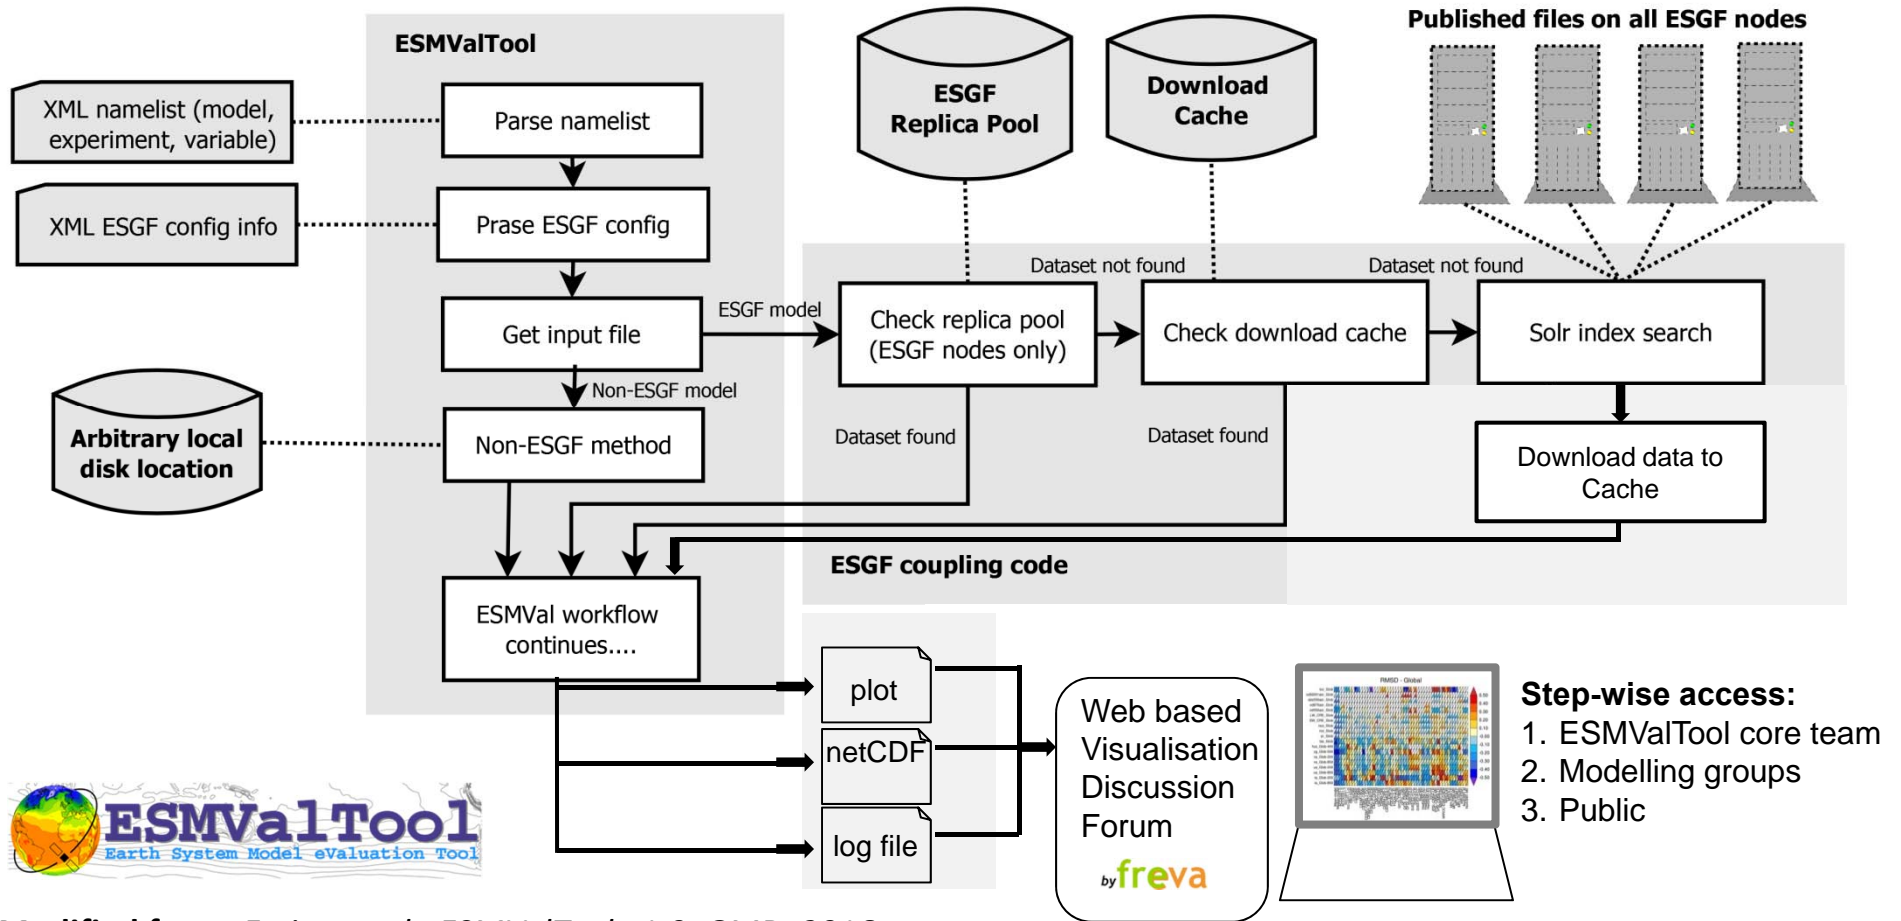 Published files on all ESGF nodes
ESMValTool
XML namelist (model,
experiment, variable)
Parse namelist
ESGF
Replica Pool
Download
Cache
XML ESGF config info
Prase ESGF config
Dataset not found
Dataset not found
Get input file
ESGF model
Check replica pool
(ESGF nodes only)
Check download cache
Solr index search
Non-ESGF model
Arbitrary local
disk location
Non-ESGF method
Dataset found
Dataset found
Download data to
Cache
ESGF coupling code
ESMVal workflow
continues....
plot
netCDF
log file
Web based
Visualisation
Discussion
Forum
by freva
RMSD - Global
Step-wise access:
1. ESMValTool core team
2. Modelling groups
3. Public
ESMValTool
Earth System Model eValuation Tool